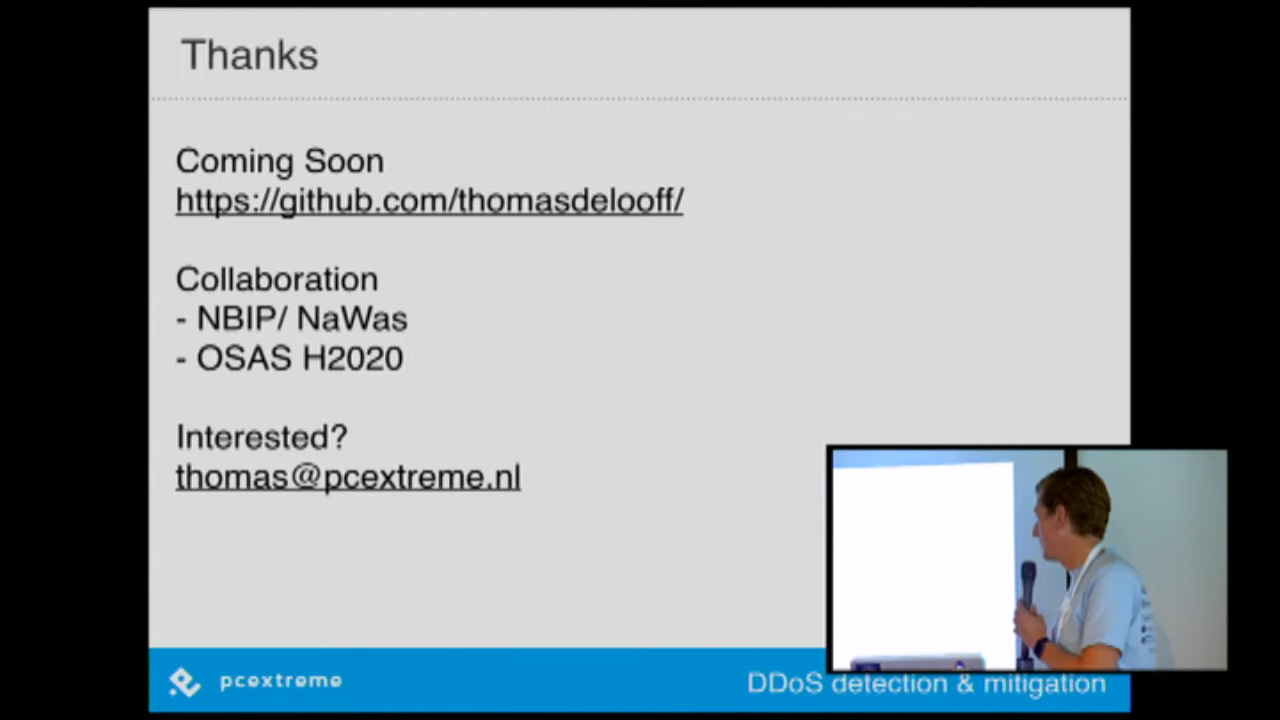 Thanks
Coming Soon
https://github.com/thomasdelooff/
Collaboration
- NBIP/ NaWas
- OSAS H2020
Interested?
thomas@pcextreme.nl
pcextreme
DDoS detection & mitigation